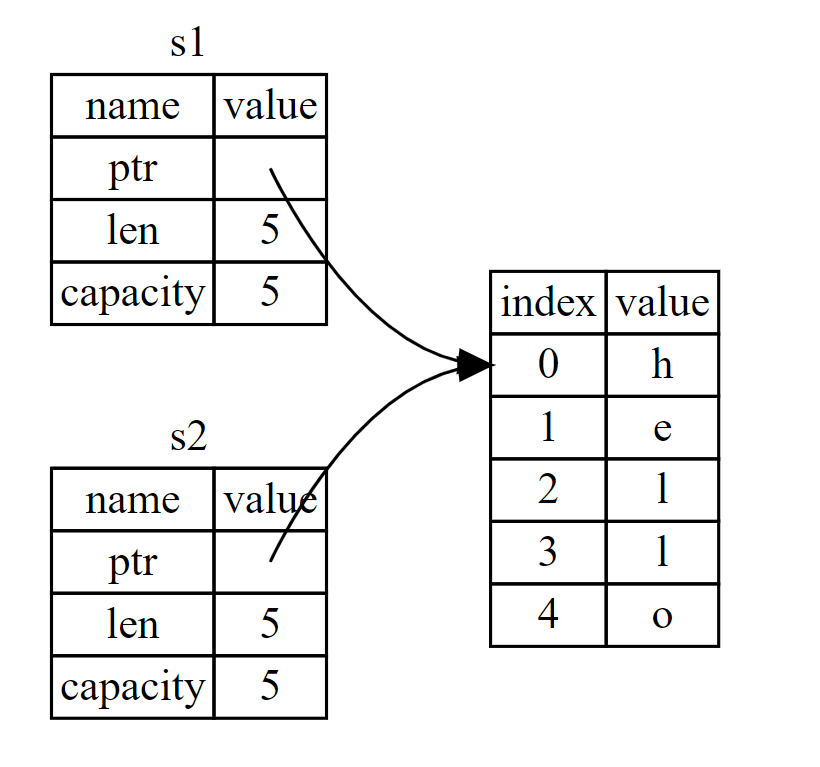 s1
name value
ptr
len 5
capacity 5
s2
name value
ptr
len 5
capacity 5
index value
0 h
1 e
2 l
3 l
4 o